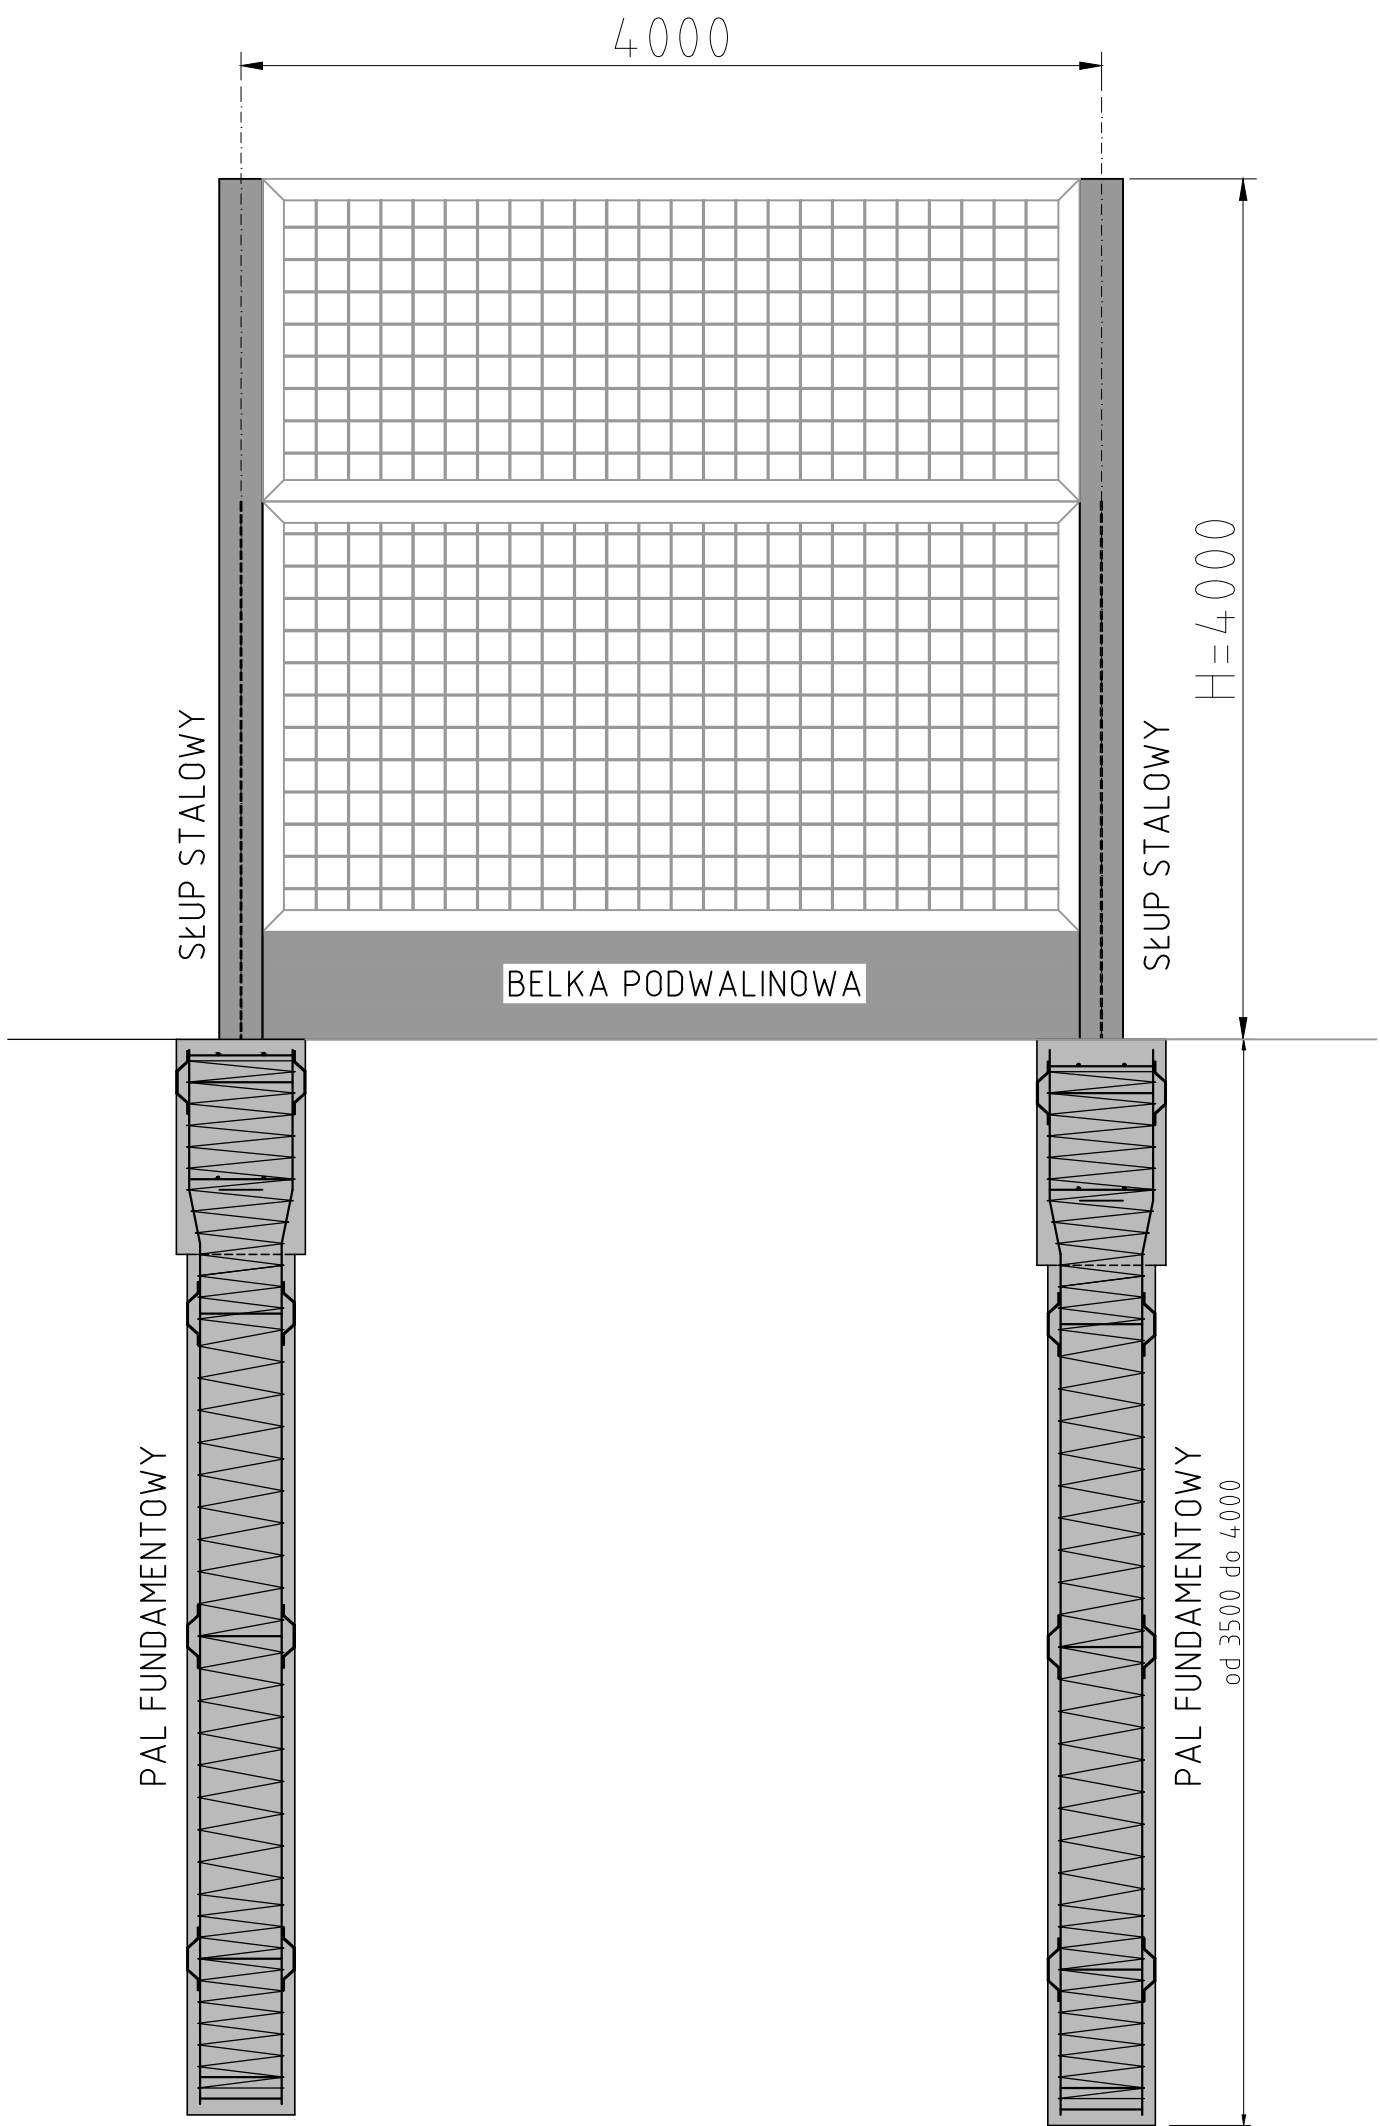 4000
H=4000
SŁUP STALOWY
SŁUP STALOWY
BELKA PODWALINOWA
PAL FUNDAMENTOWY
PAL FUNDAMENTOWY
od 3500 do 4000